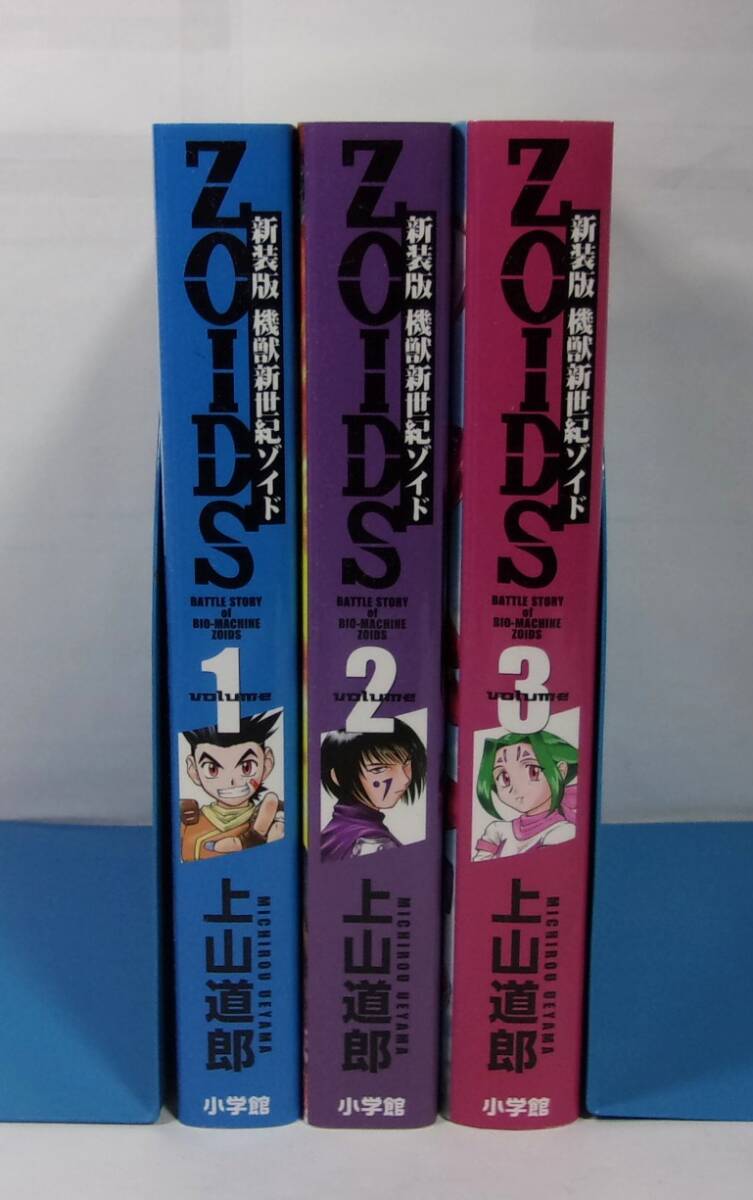 ZOIDS
新装版 機獣新世紀ゾイド
BATTLE STORY
of
BIO-MACHINE
ZOIDS
1
volume
上山道郎
MICHIROU UEYAMA
小学館
ZOIDS
新装版 機獣新世紀ゾイド
BATTLE STORY
of
BIO-MACHINE
ZOIDS
2
volume
上山道郎
MICHIROU UEYAMA
小学館
ZOIDS
新装版 機獣新世紀ゾイド
BATTLE STORY
of
BIO-MACHINE
ZOIDS
3
volume
上山道郎
MICHIROU UEYAMA
小学館